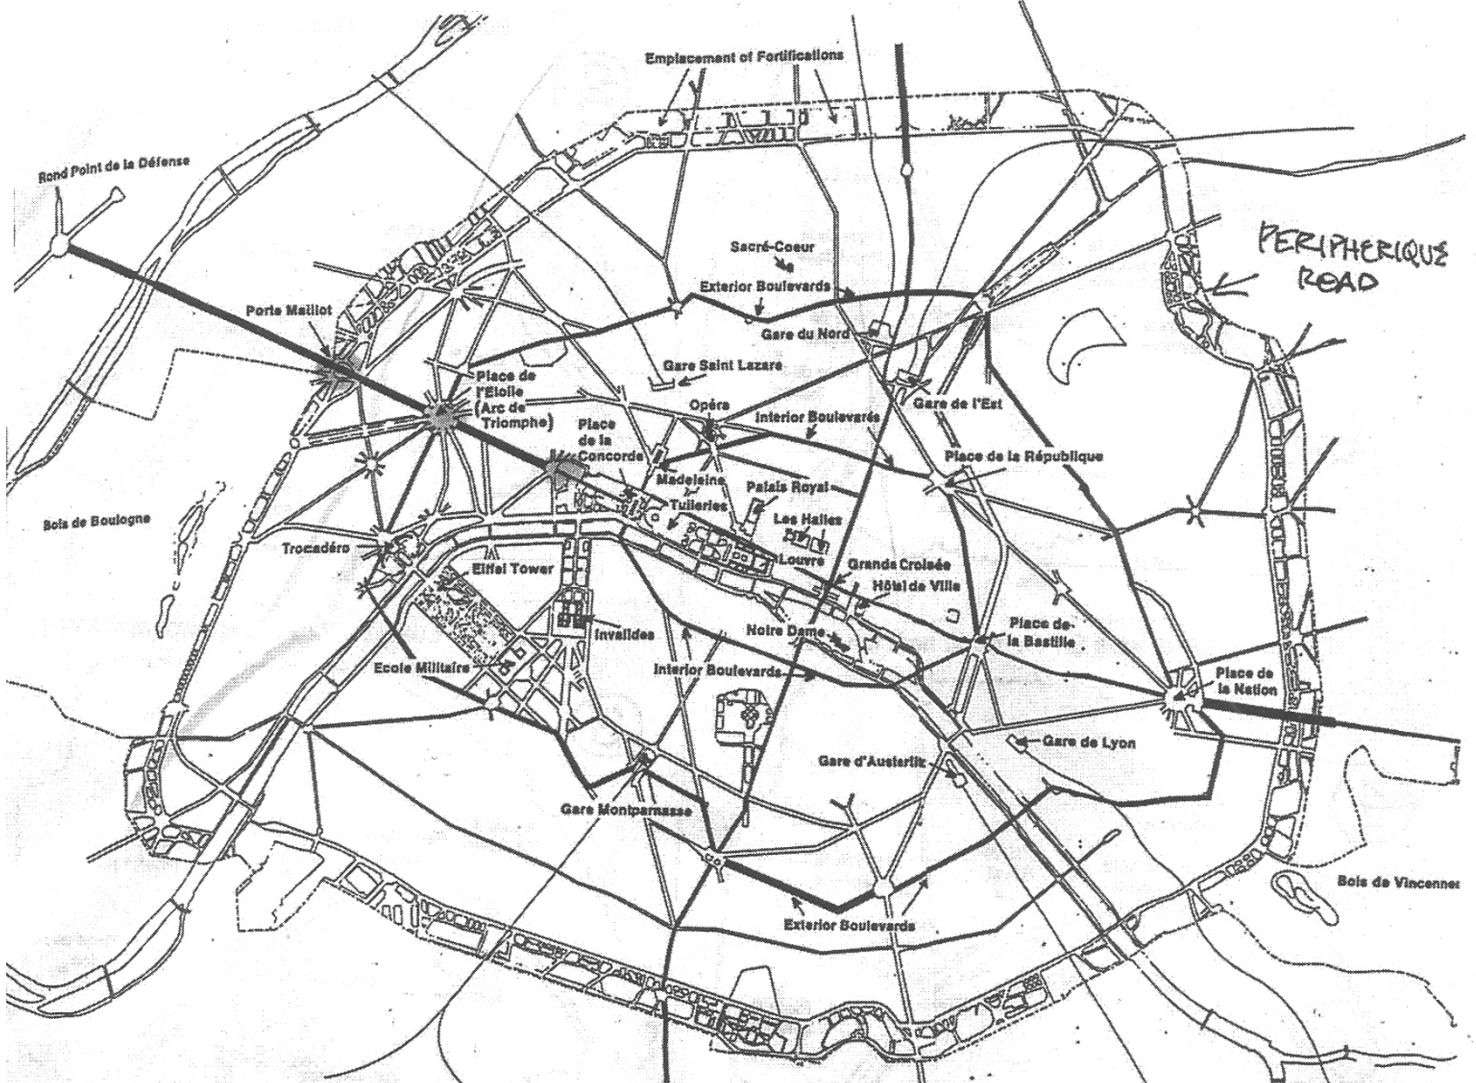 Emplacement of Fortifications
Rond Point de la Défense
PERIPHERIQUE
ROAD
Sacré-Coeur
Exterior Boulevards
Porte Maillot
Gare du Nord
Gare Saint Lazare
Place de
l'Etoile
(Arc de
Triomphe)
Opéra
Gare de l'Est
Interior Boulevards
Place
de la
Concorde
Place de la République
Madeleine
Palais Royal
Tuileries
Bois de Boulogne
Les Halles
Trocadéro
Louvre
Eiffel Tower
Grande Croisée
Hôtel de Ville
Invalides
Notre Dame
Place de
la Bastille
Ecole Militaire
Interior Boulevards
Place de
la Nation
Gare de Lyon
Gare d'Austerlitz
Gare Montparnasse
Bois de Vincennes
Exterior Boulevards